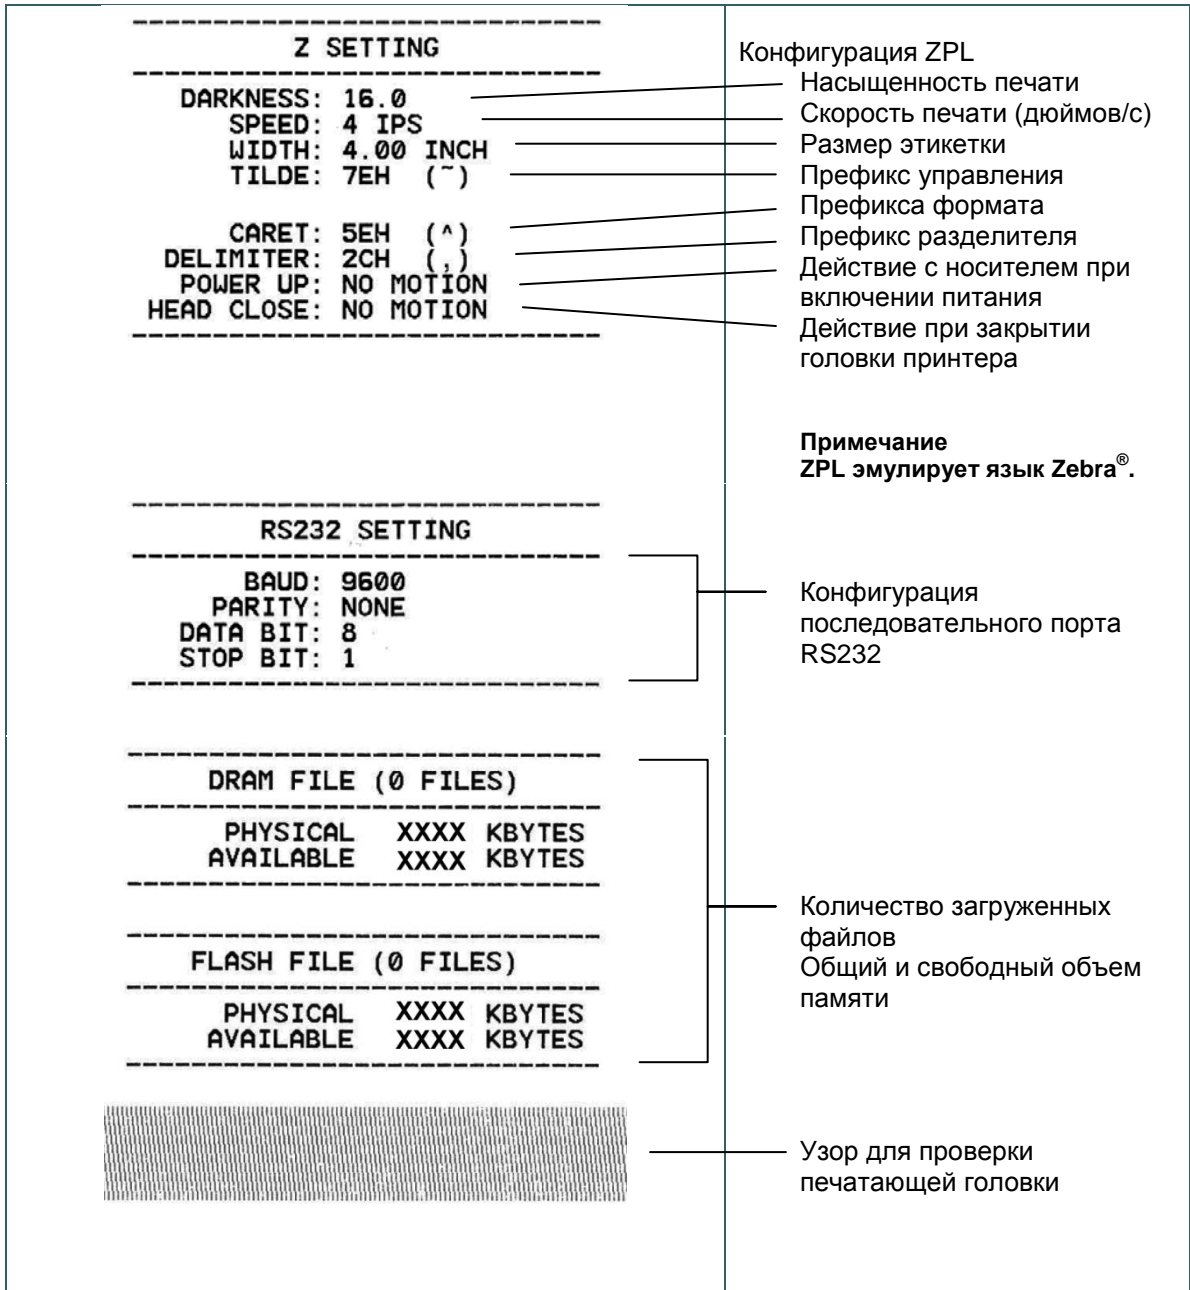 Z SETTING
DARKNESS: 16.0
SPEED: 4 IPS
WIDTH: 4.00 INCH
TILDE: 7EH (~)
CARET: 5EH (^)
DELIMITER: 2CH (,)
POWER UP: NO MOTION
HEAD CLOSE: NO MOTION
Конфигурация ZPL
Насыщенность печати
Скорость печати (дюймов/с)
Размер этикетки
Префикс управления
Префикса формата
Префикс разделителя
Действие с носителем при
включении питания
Действие при закрытии
головки принтера
Примечание
ZPL эмулирует язык Zebra®.
RS232 SETTING
BAUD: 9600
PARITY: NONE
DATA BIT: 8
STOP BIT: 1
Конфигурация
последовательного порта
RS232
DRAM FILE (0 FILES)
PHYSICAL XXXX KBYTES
AVAILABLE XXXX KBYTES
FLASH FILE (0 FILES)
PHYSICAL XXXX KBYTES
AVAILABLE XXXX KBYTES
Количество загруженных
файлов
Общий и свободный объем
памяти
Узор для проверки
печатающей головки